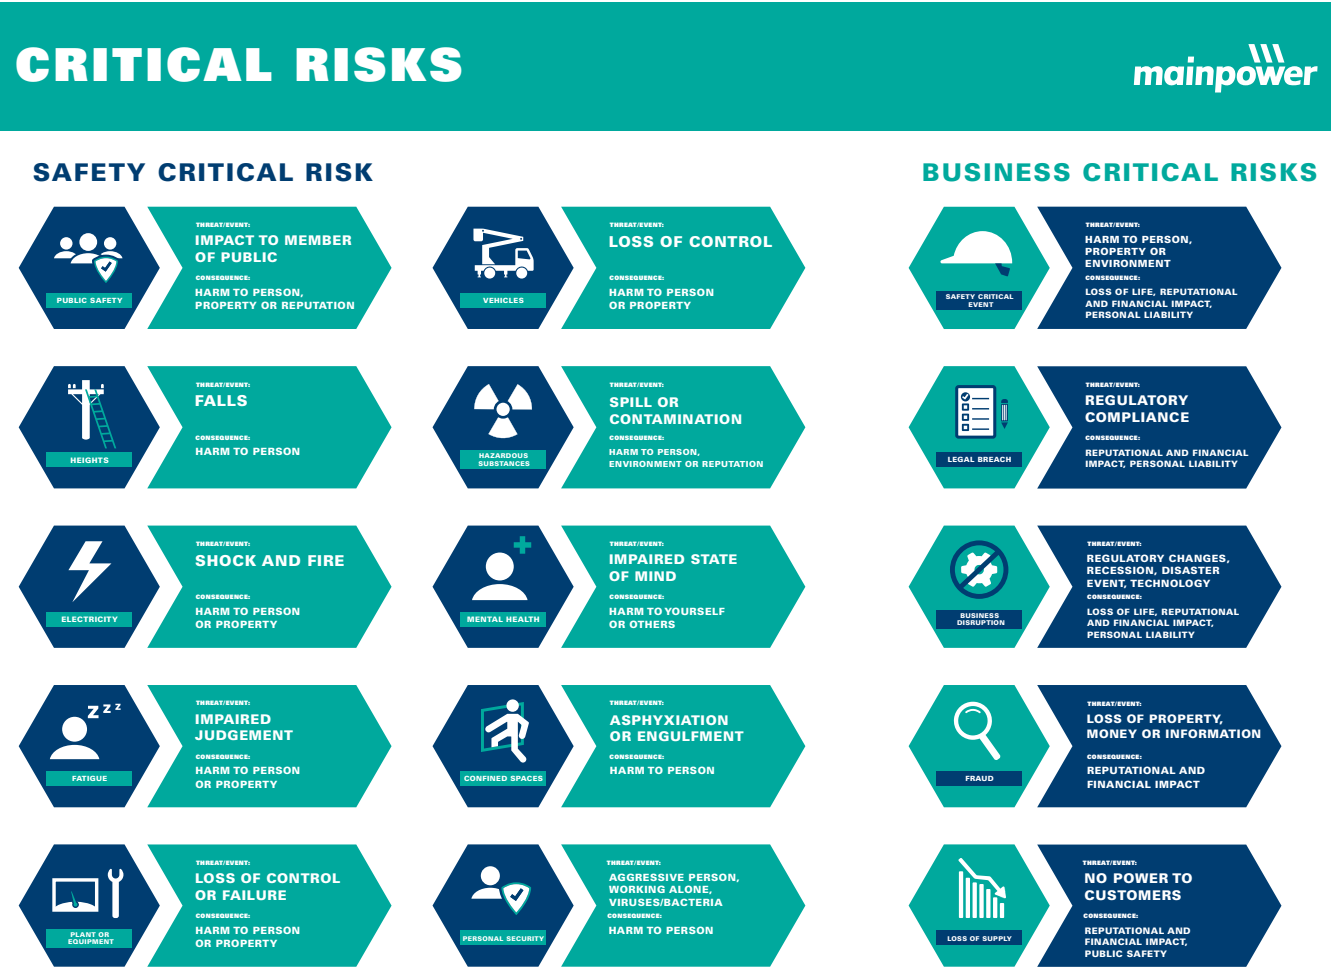 CRITICAL RISKS
mainpower
SAFETY CRITICAL RISK
PUBLIC SAFETY
THREAT/EVENT:
IMPACT TO MEMBER
OF PUBLIC
CONSEQUENCE:
HARM TO PERSON,
PROPERTY OR REPUTATION
HEIGHTS
THREAT/EVENT:
FALLS
CONSEQUENCE:
HARM TO PERSON
ELECTRICITY
THREAT/EVENT:
SHOCK AND FIRE
CONSEQUENCE:
HARM TO PERSON
OR PROPERTY
Z Z Z
FATIGUE
THREAT/EVENT:
IMPAIRED
JUDGEMENT
CONSEQUENCE:
HARM TO PERSON
OR PROPERTY
PLANT OR
EQUIPMENT
THREAT/EVENT:
LOSS OF CONTROL
OR FAILURE
CONSEQUENCE:
HARM TO PERSON
OR PROPERTY
VEHICLES
THREAT/EVENT:
LOSS OF CONTROL
CONSEQUENCE:
HARM TO PERSON
OR PROPERTY
HAZARDOUS
SUBSTANCES
THREAT/EVENT:
SPILL OR
CONTAMINATION
CONSEQUENCE:
HARM TO PERSON,
ENVIRONMENT OR REPUTATION
MENTAL HEALTH
THREAT/EVENT:
IMPAIRED STATE
OF MIND
CONSEQUENCE:
HARM TO YOURSELF
OR OTHERS
CONFINED SPACES
THREAT/EVENT:
ASPHYXIATION
OR ENGULFMENT
CONSEQUENCE:
HARM TO PERSON
PERSONAL SECURITY
THREAT/EVENT:
AGGRESSIVE PERSON,
WORKING ALONE,
VIRUSES/BACTERIA
CONSEQUENCE:
HARM TO PERSON
BUSINESS CRITICAL RISKS
SAFETY CRITICAL
EVENT
THREAT/EVENT:
HARM TO PERSON,
PROPERTY OR
ENVIRONMENT
CONSEQUENCE:
LOSS OF LIFE, REPUTATIONAL
AND FINANCIAL IMPACT,
PERSONAL LIABILITY
LEGAL BREACH
THREAT/EVENT:
REGULATORY
COMPLIANCE
CONSEQUENCE:
REPUTATIONAL AND FINANCIAL
IMPACT, PERSONAL LIABILITY
BUSINESS
DISRUPTION
THREAT/EVENT:
REGULATORY CHANGES,
RECESSION, DISASTER
EVENT, TECHNOLOGY
CONSEQUENCE:
LOSS OF LIFE, REPUTATIONAL
AND FINANCIAL IMPACT,
PERSONAL LIABILITY
FRAUD
THREAT/EVENT:
LOSS OF PROPERTY,
MONEY OR INFORMATION
CONSEQUENCE:
REPUTATIONAL AND
FINANCIAL IMPACT
LOSS OF SUPPLY
THREAT/EVENT:
NO POWER TO
CUSTOMERS
CONSEQUENCE:
REPUTATIONAL AND
FINANCIAL IMPACT,
PUBLIC SAFETY